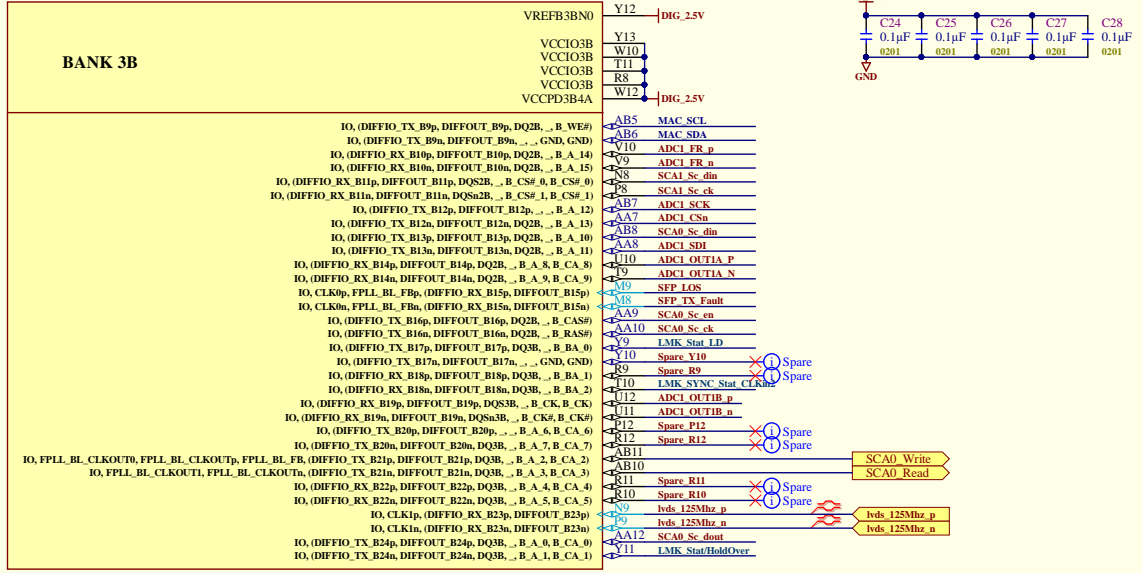 VREFB3BN0 Y12 DIG_2.5V
BANK 3B
VCCIO3B Y13
VCCIO3B W10
VCCIO3B T11
VCCIO3B R8
VCCPD3B4A W12 DIG_2.5V
C24 C25 C26 C27 C28
0.1µF 0.1µF 0.1µF 0.1µF 0.1µF
0201 0201 0201 0201 0201
GND
IO, (DIFFIO_TX_B9p, DIFFOUT_B9p, DQ2B, _, B_WE#) AB5 MAC_SCL
IO, (DIFFIO_TX_B9n, DIFFOUT_B9n, _, _, GND, GND) AB6 MAC_SDA
IO, (DIFFIO_RX_B10p, DIFFOUT_B10p, DQ2B, _, B_A_14) V10 ADC1_FR_p
IO, (DIFFIO_RX_B10n, DIFFOUT_B10n, DQ2B, _, B_A_15) V9 ADC1_FR_n
IO, (DIFFIO_RX_B11p, DIFFOUT_B11p, DQS2B, _, B_CS#_0, B_CS#_0) N8 SCA1_Sc_din
IO, (DIFFIO_RX_B11n, DIFFOUT_B11n, DQSn2B, _, B_CS#_1, B_CS#_1) P8 SCA1_Sc_ck
IO, (DIFFIO_TX_B12p, DIFFOUT_B12p, _, _, B_A_12) AB7 ADC1_SCK
IO, (DIFFIO_TX_B12n, DIFFOUT_B12n, DQ2B, _, B_A_13) AA7 ADC1_CSn
IO, (DIFFIO_TX_B13p, DIFFOUT_B13p, DQ2B, _, B_A_10) AB8 SCA0_Sc_din
IO, (DIFFIO_TX_B13n, DIFFOUT_B13n, DQ2B, _, B_A_11) AA8 ADC1_SDI
IO, (DIFFIO_RX_B14p, DIFFOUT_B14p, DQ2B, _, B_A_8, B_CA_8) U10 ADC1_OUT1A_P
IO, (DIFFIO_RX_B14n, DIFFOUT_B14n, DQ2B, _, B_A_9, B_CA_9) T9 ADC1_OUT1A_N
IO, CLK0p, FPLL_BL_FBp, (DIFFIO_RX_B15p, DIFFOUT_B15p) M9 SFP_LOS
IO, CLK0n, FPLL_BL_FBn, (DIFFIO_RX_B15n, DIFFOUT_B15n) M8 SFP_TX_Fault
IO, (DIFFIO_TX_B16p, DIFFOUT_B16p, DQ2B, _, B_CAS#) AA9 SCA0_Sc_en
IO, (DIFFIO_TX_B16n, DIFFOUT_B16n, DQ2B, _, B_RAS#) AA10 SCA0_Sc_ck
IO, (DIFFIO_TX_B17p, DIFFOUT_B17p, DQ3B, _, B_BA_0) Y9 LMK_Stat_LD
IO, (DIFFIO_TX_B17n, DIFFOUT_B17n, _, _, GND, GND) Y10 Spare_Y10 i Spare
IO, (DIFFIO_RX_B18p, DIFFOUT_B18p, DQ3B, _, B_BA_1) R9 Spare_R9 i Spare
IO, (DIFFIO_RX_B18n, DIFFOUT_B18n, DQ3B, _, B_BA_2) T10 LMK_SYNC_Stat_CLKin2
IO, (DIFFIO_RX_B19p, DIFFOUT_B19p, DQS3B, _, B_CK, B_CK) U12 ADC1_OUT1B_p
IO, (DIFFIO_RX_B19n, DIFFOUT_B19n, DQSn3B, _, B_CK#, B_CK#) U11 ADC1_OUT1B_n
IO, (DIFFIO_TX_B20p, DIFFOUT_B20p, _, _, B_A_6, B_CA_6) P12 Spare_P12 i Spare
IO, (DIFFIO_TX_B20n, DIFFOUT_B20n, DQ3B, _, B_A_7, B_CA_7) R12 Spare_R12 i Spare
IO, FPLL_BL_CLKOUT0, FPLL_BL_CLKOUTp, FPLL_BL_FB, (DIFFIO_TX_B21p, DIFFOUT_B21p, DQ3B, _, B_A_2, B_CA_2) AB11 SCA0_Write
IO, FPLL_BL_CLKOUT1, FPLL_BL_CLKOUTn, (DIFFIO_TX_B21n, DIFFOUT_B21n, DQ3B, _, B_A_3, B_CA_3) AB10 SCA0_Read
IO, (DIFFIO_RX_B22p, DIFFOUT_B22p, DQ3B, _, B_A_4, B_CA_4) R11 Spare_R11 i Spare
IO, (DIFFIO_RX_B22n, DIFFOUT_B22n, DQ3B, _, B_A_5, B_CA_5) R10 Spare_R10 i Spare
IO, CLK1p, (DIFFIO_RX_B23p, DIFFOUT_B23p) N9 lvds_125Mhz_p lvds_125Mhz_p
IO, CLK1n, (DIFFIO_RX_B23n, DIFFOUT_B23n) P9 lvds_125Mhz_n lvds_125Mhz_n
IO, (DIFFIO_TX_B24p, DIFFOUT_B24p, DQ3B, _, B_A_0, B_CA_0) AA12 SCA0_Sc_dout
IO, (DIFFIO_TX_B24n, DIFFOUT_B24n, DQ3B, _, B_A_1, B_CA_1) Y11 LMK_Stat/HoldOver